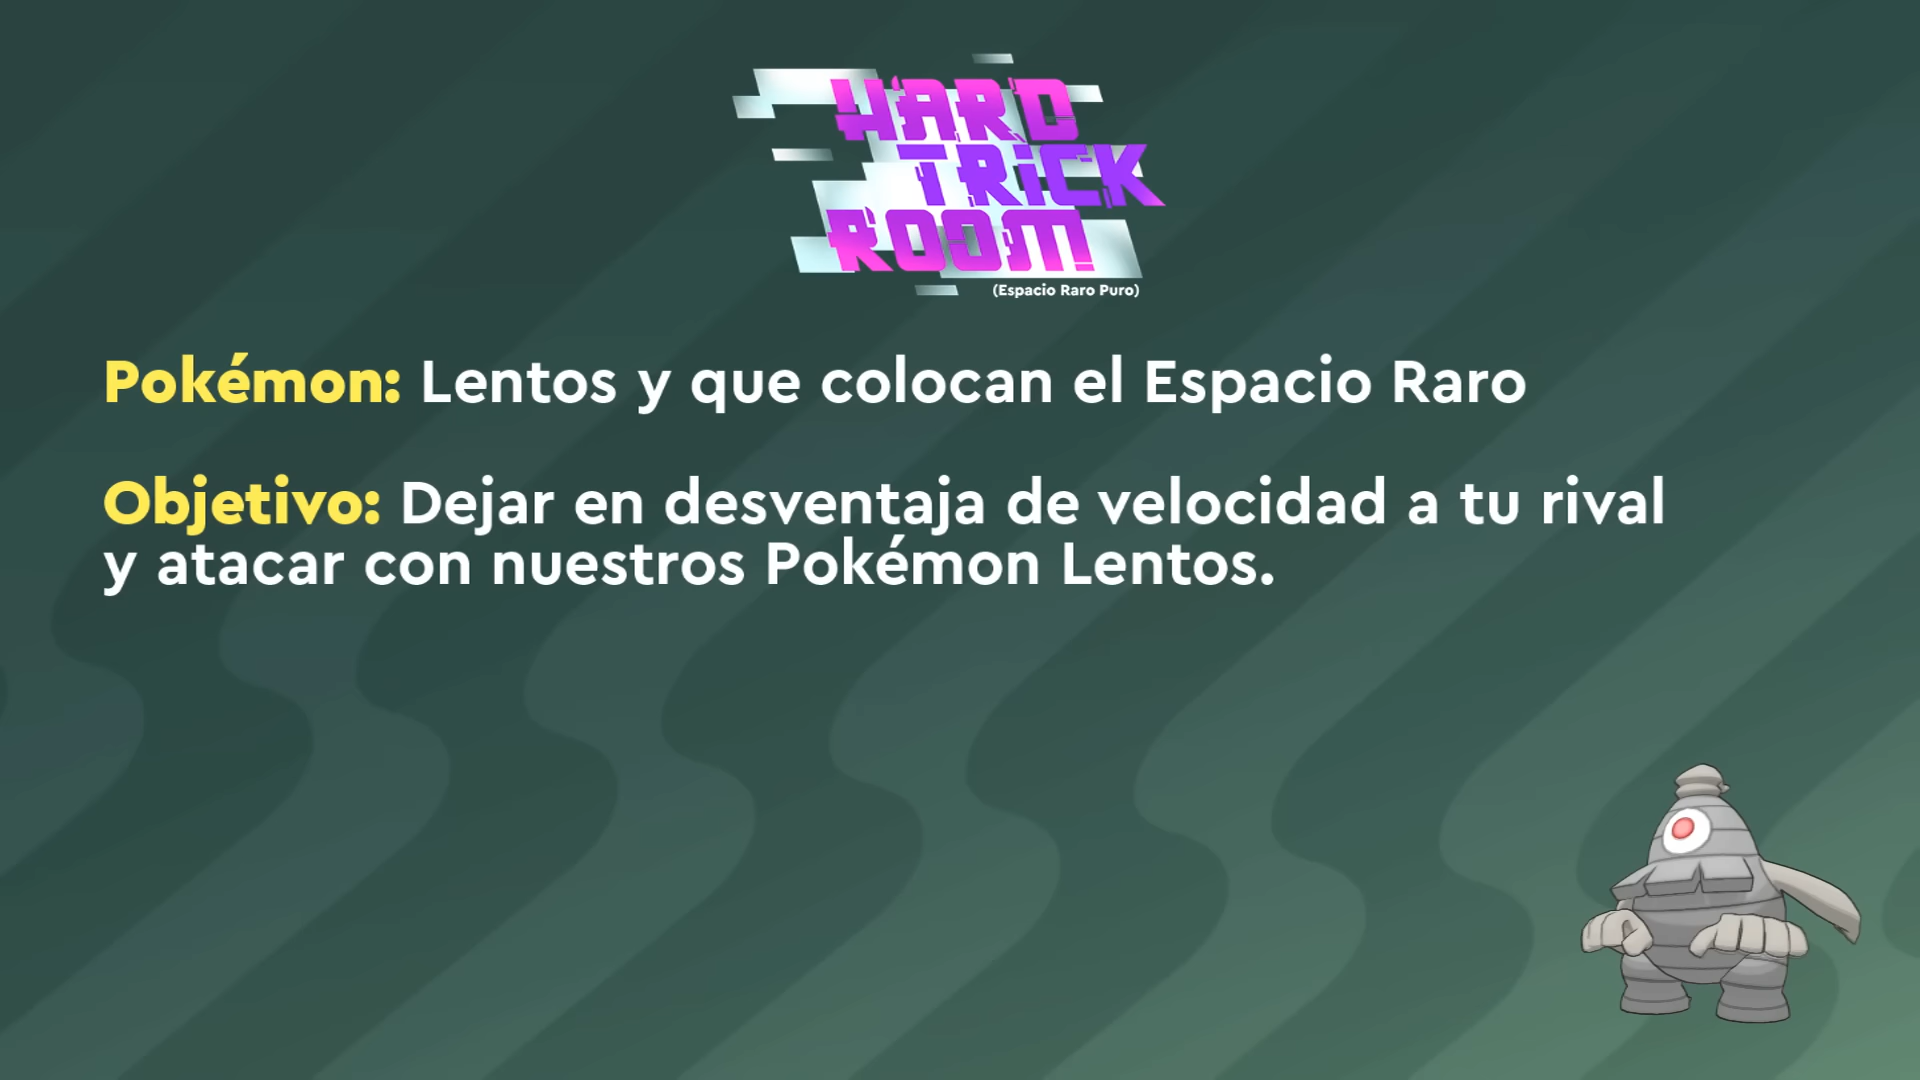 HARD
TRiCK
ROOM
(Espacio Raro Puro)
Pokémon: Lentos y que colocan el Espacio Raro
Objetivo: Dejar en desventaja de velocidad a tu rival
y atacar con nuestros Pokémon Lentos.